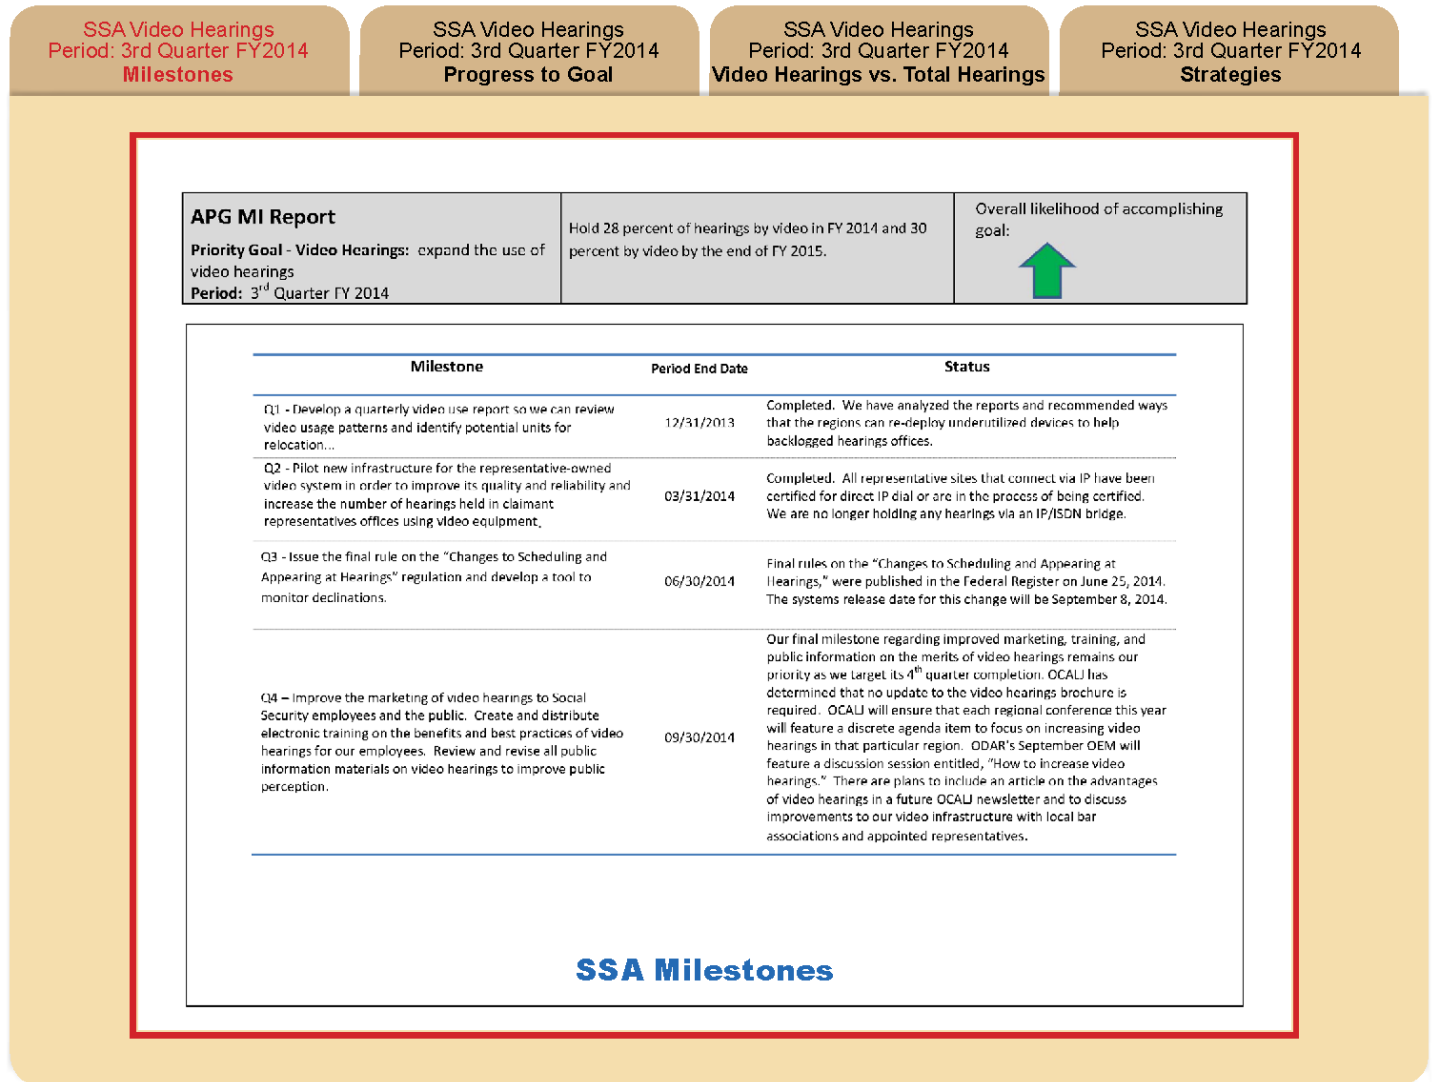 SSA Video Hearings
Period: 3rd Quarter FY2014
Milestones
SSA Video Hearings
Period: 3rd Quarter FY2014
Progress to Goal
SSA Video Hearings
Period: 3rd Quarter FY2014
Video Hearings vs. Total Hearings
SSA Video Hearings
Period: 3rd Quarter FY2014
Strategies
APG MI Report
Priority Goal - Video Hearings: expand the use of
video hearings
Period: 3rd Quarter FY 2014
Hold 28 percent of hearings by video in FY 2014 and 30
percent by video by the end of FY 2015.
Overall likelihood of accomplishing
goal:
Milestone
Period End Date
Status
Q1 - Develop a quarterly video use report so we can review
video usage patterns and identify potential units for
relocation...
12/31/2013
Completed. We have analyzed the reports and recommended ways
that the regions can re-deploy underutilized devices to help
backlogged hearings offices.
Q2 - Pilot new infrastructure for the representative-owned
video system in order to improve its quality and reliability and
increase the number of hearings held in claimant
representatives offices using video equipment.
03/31/2014
Completed. All representative sites that connect via IP have been
certified for direct IP dial or are in the process of being certified.
We are no longer holding any hearings via an IP/ISDN bridge.
Q3 - Issue the final rule on the “Changes to Scheduling and
Appearing at Hearings” regulation and develop a tool to
monitor declinations.
06/30/2014
Final rules on the “Changes to Scheduling and Appearing at
Hearings,” were published in the Federal Register on June 25, 2014.
The systems release date for this change will be September 8, 2014.
Q4 – Improve the marketing of video hearings to Social
Security employees and the public. Create and distribute
electronic training on the benefits and best practices of video
hearings for our employees. Review and revise all public
information materials on video hearings to improve public
perception.
09/30/2014
Our final milestone regarding improved marketing, training, and
public information on the merits of video hearings remains our
priority as we target its 4th quarter completion. OCALJ has
determined that no update to the video hearings brochure is
required. OCALJ will ensure that each regional conference this year
will feature a discrete agenda item to focus on increasing video
hearings in that particular region. ODAR's September OEM will
feature a discussion session entitled, “How to increase video
hearings.” There are plans to include an article on the advantages
of video hearings in a future OCALJ newsletter and to discuss
improvements to our video infrastructure with local bar
associations and appointed representatives.
SSA Milestones